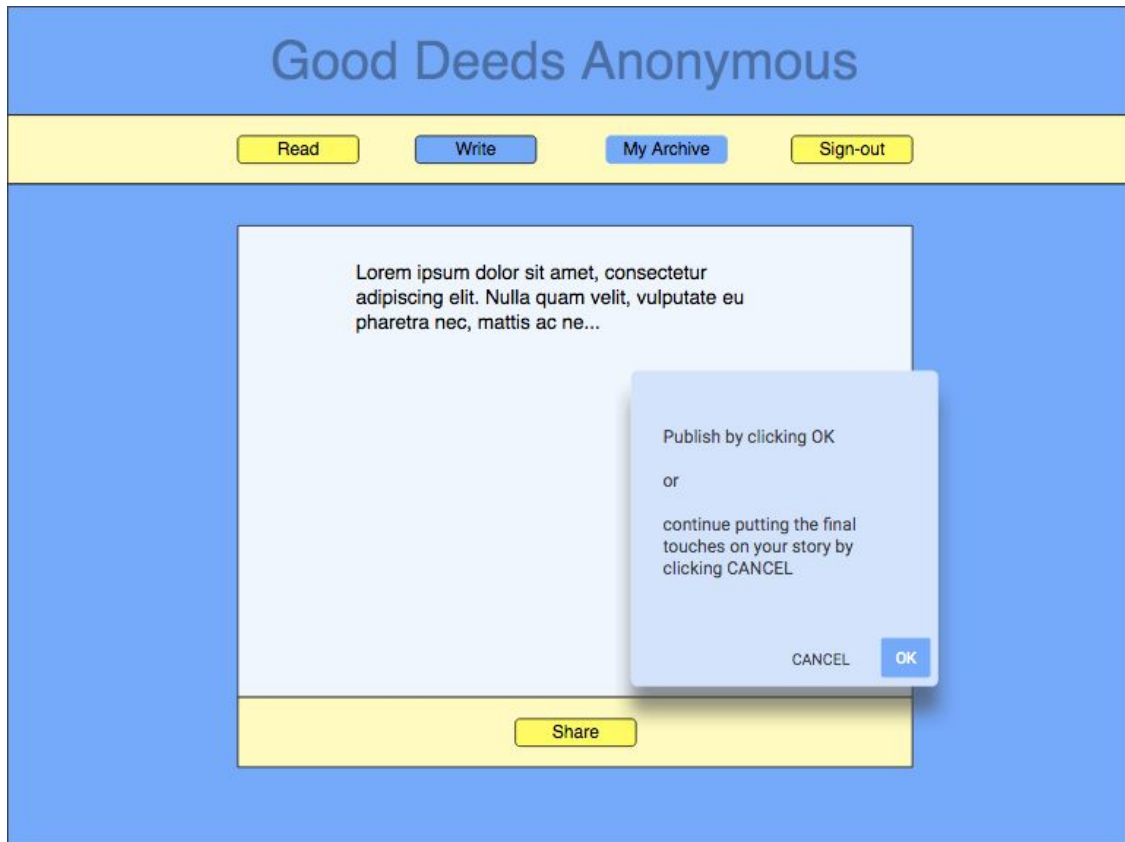 Good Deeds Anonymous
Read
Write
My Archive
Sign-out
Lorem ipsum dolor sit amet, consectetur
adipiscing elit. Nulla quam velit, vulputate eu
pharetra nec, mattis ac ne...
Publish by clicking OK
or
continue putting the final
touches on your story by
clicking CANCEL
CANCEL
OK
Share